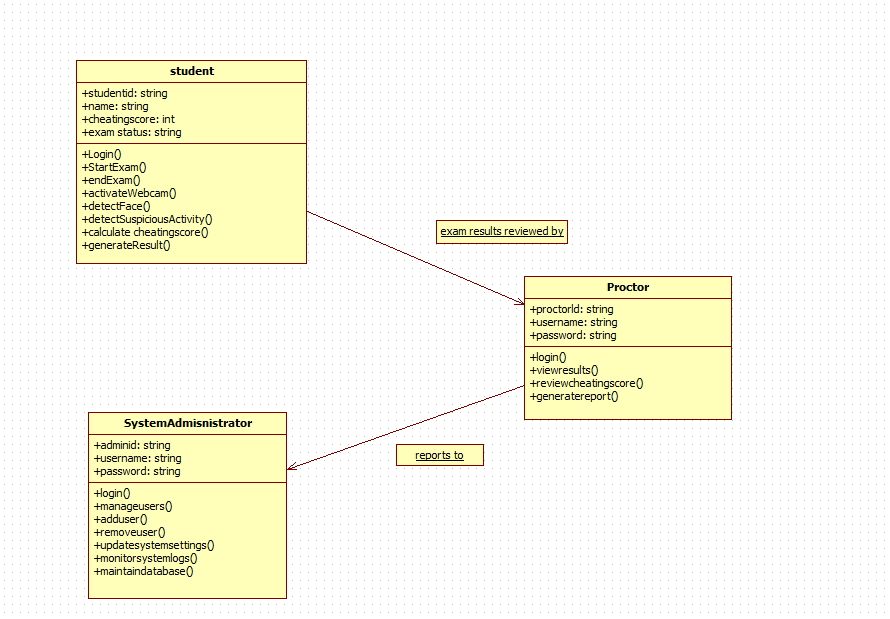 student
+studentid: string
+name: string
+cheatingscore: int
+exam status: string
+Login()
+StartExam()
+endExam()
+activateWebcam()
+detectFace()
+detectSuspiciousActivity()
+calculate cheatingscore()
+generateResult()
exam results reviewed by
Proctor
+proctorId: string
+username: string
+password: string
+login()
+viewresults()
+reviewcheatingscore()
+generatereport()
SystemAdmisnistrator
+adminid: string
+username: string
+password: string
+login()
+manageusers()
+adduser()
+removeuser()
+updatesystemsettings()
+monitorsystemlogs()
+maintaindatabase()
reports to